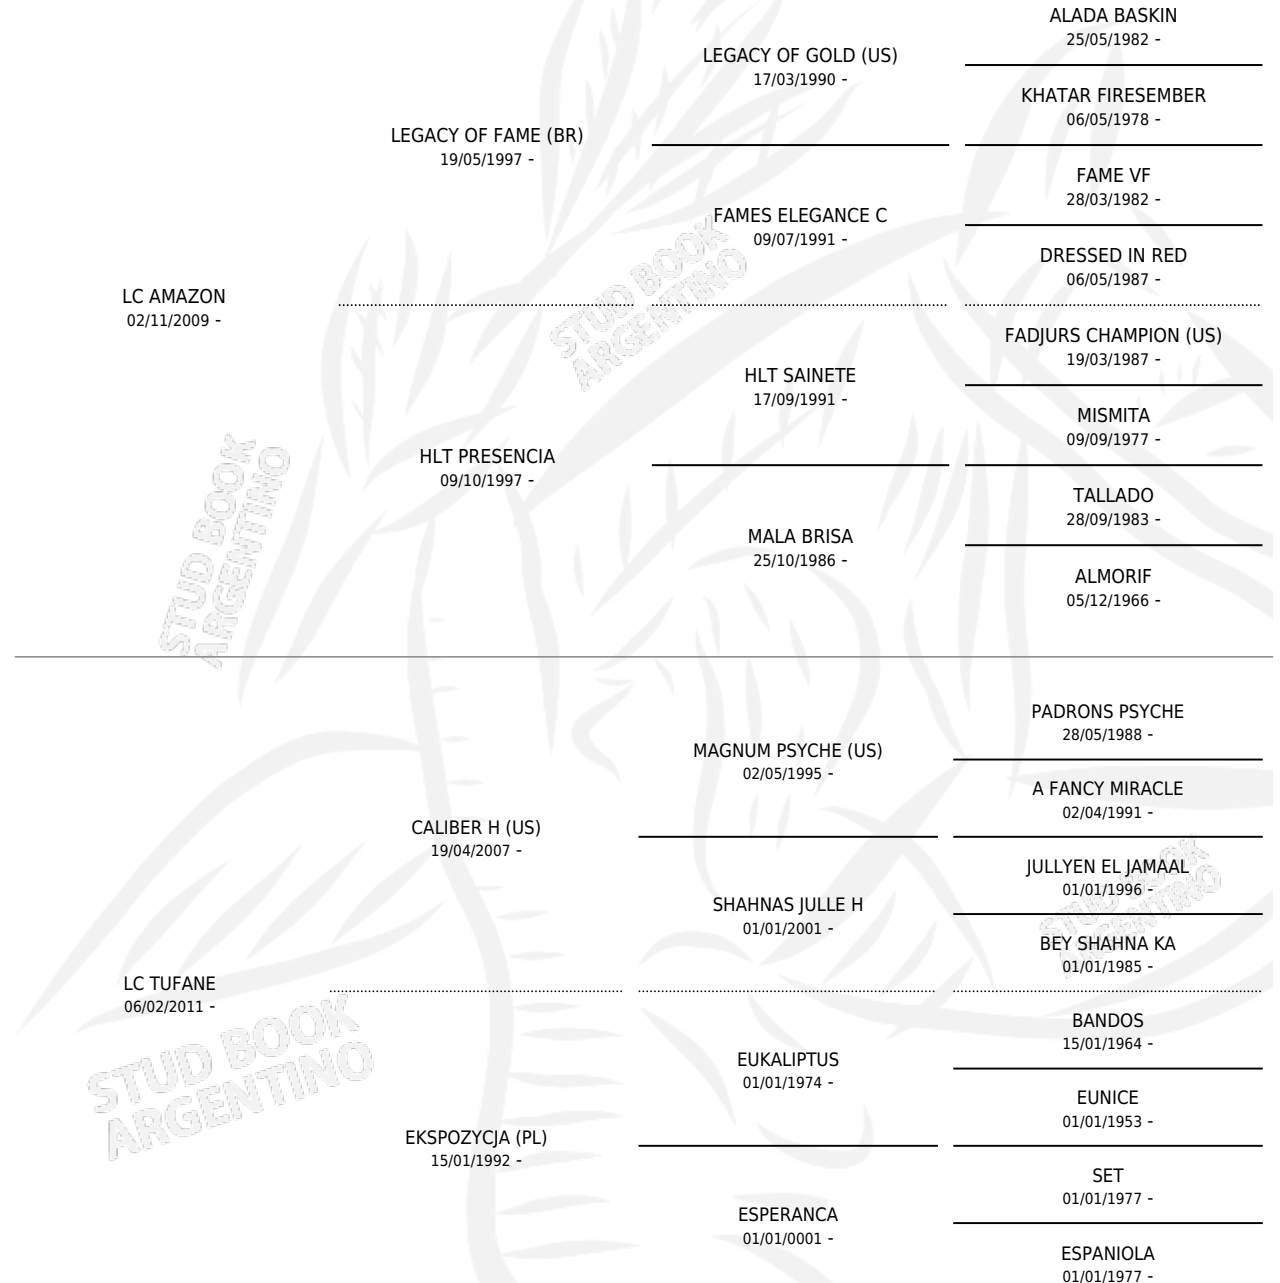 ALADA BASKIN
25/05/1982 -
LEGACY OF GOLD (US)
17/03/1990 -
KHATAR FIRESEMBER
06/05/1978 -
LEGACY OF FAME (BR)
19/05/1997 -
FAME VF
28/03/1982 -
FAMES ELEGANCE C
09/07/1991 -
DRESSED IN RED
06/05/1987 -
LC AMAZON
02/11/2009 -
FADJURS CHAMPION (US)
19/03/1987 -
HLT SAINETE
17/09/1991 -
MISMITA
09/09/1977 -
HLT PRESENCIA
09/10/1997 -
TALLADO
28/09/1983 -
MALA BRISA
25/10/1986 -
ALMORIF
05/12/1966 -
PADRONS PSYCHE
28/05/1988 -
MAGNUM PSYCHE (US)
02/05/1995 -
A FANCY MIRACLE
02/04/1991 -
CALIBER H (US)
19/04/2007 -
JULLYEN EL JAMAAL
01/01/1996 -
SHAHNAS JULLE H
01/01/2001 -
BEY SHAHNA KA
01/01/1985 -
LC TUFANE
06/02/2011 -
BANDOS
15/01/1964 -
EUKALIPTUS
01/01/1974 -
EUNICE
01/01/1953 -
EKSPOZYCJA (PL)
15/01/1992 -
SET
01/01/1977 -
ESPERANCA
01/01/0001 -
ESPANIOLA
01/01/1977 -
STUD BOOK
ARGENTINO
STUD BOOK
ARGENTINO
STUD BOOK
ARGENTINO
STUD BOOK
ARGENTINO